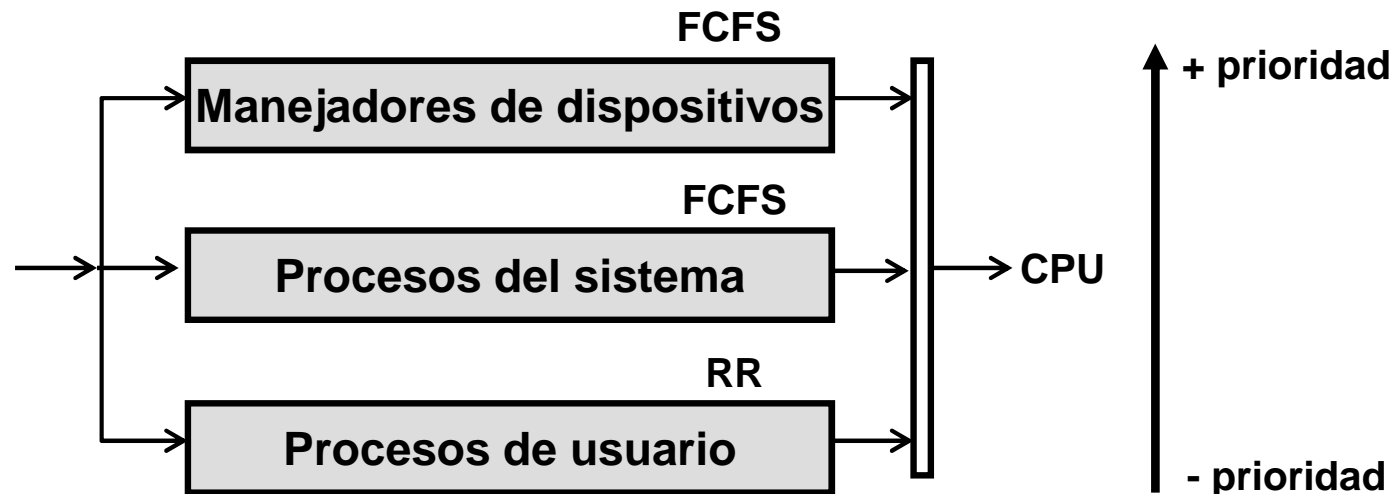 FCFS
Manejadores de dispositivos
+ prioridad
FCFS
Procesos del sistema
CPU
RR
Procesos de usuario
- prioridad